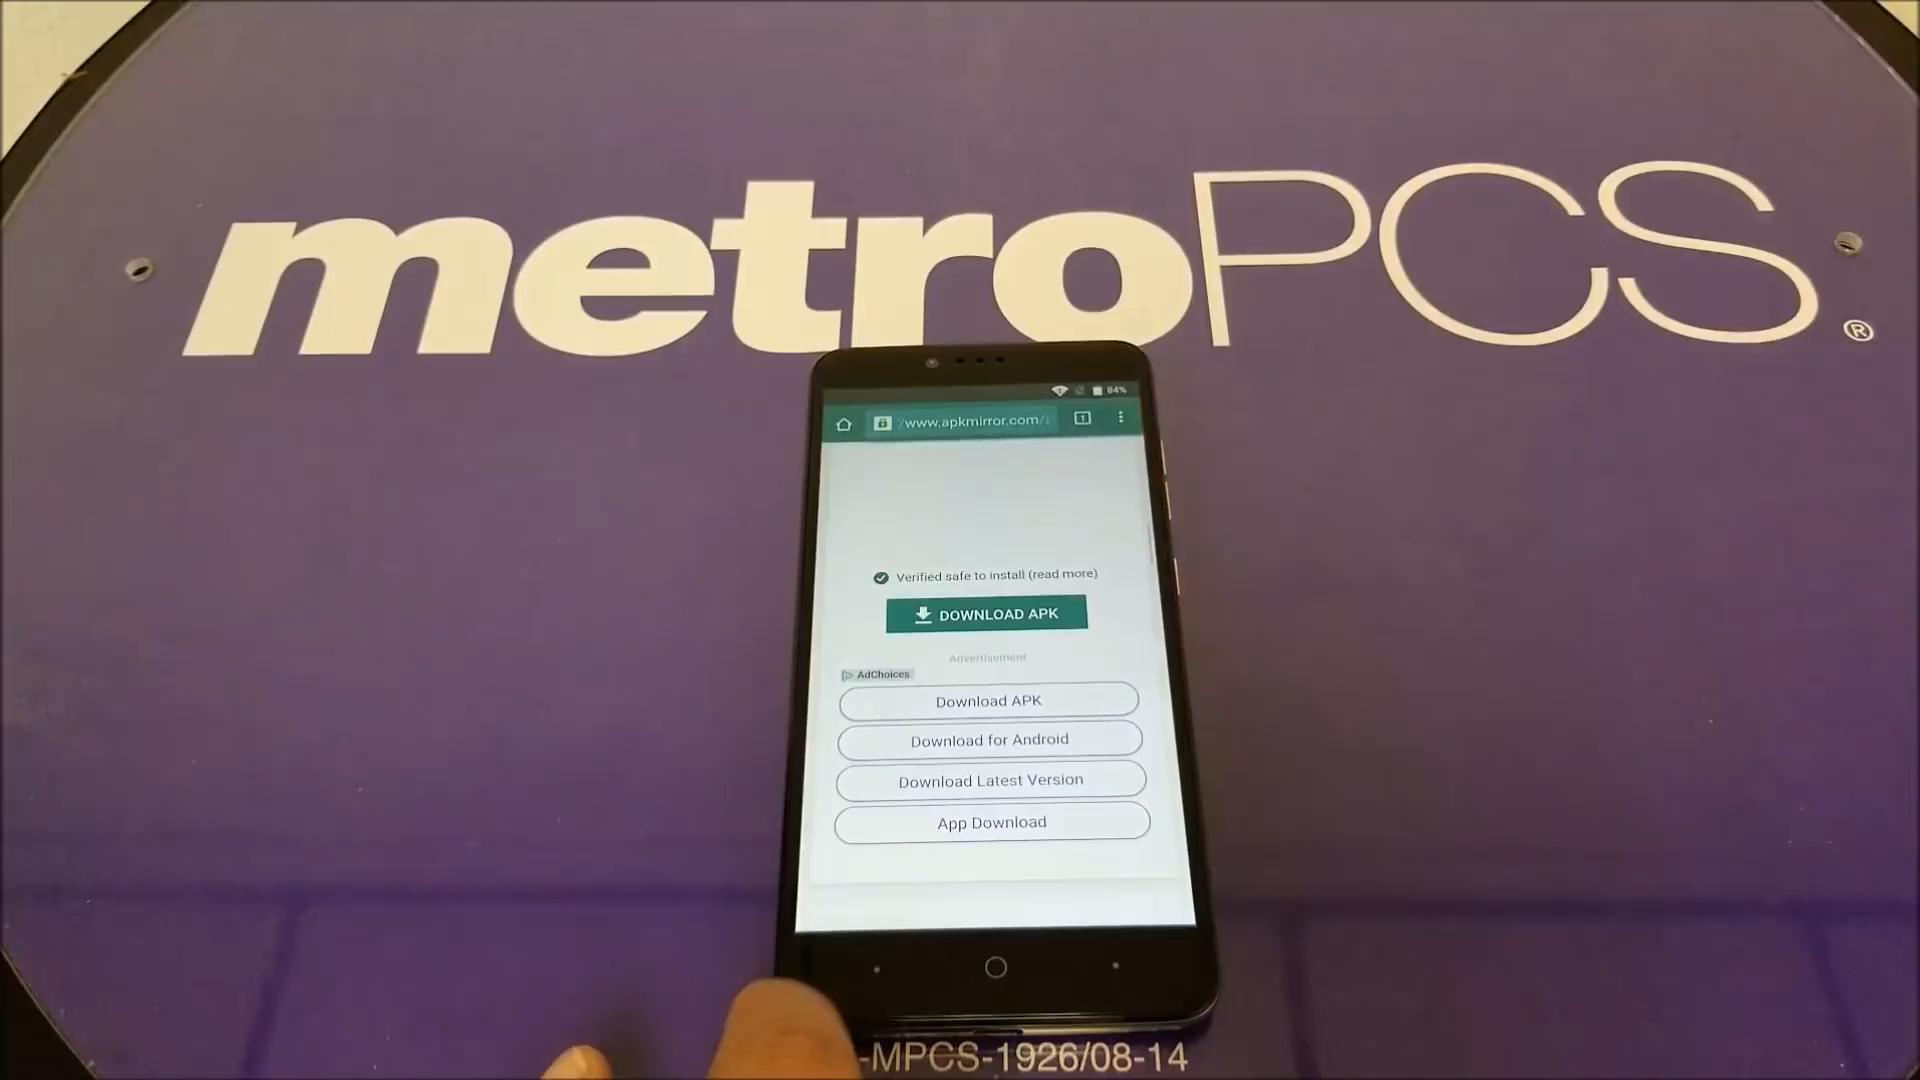 metroPCS.
®
84%
/www.apkmirror.com/
1
Verified safe to install (read more)
DOWNLOAD APK
Advertisement
AdChoices
Download APK
Download for Android
Download Latest Version
App Download
-MPCS-1926/08-14